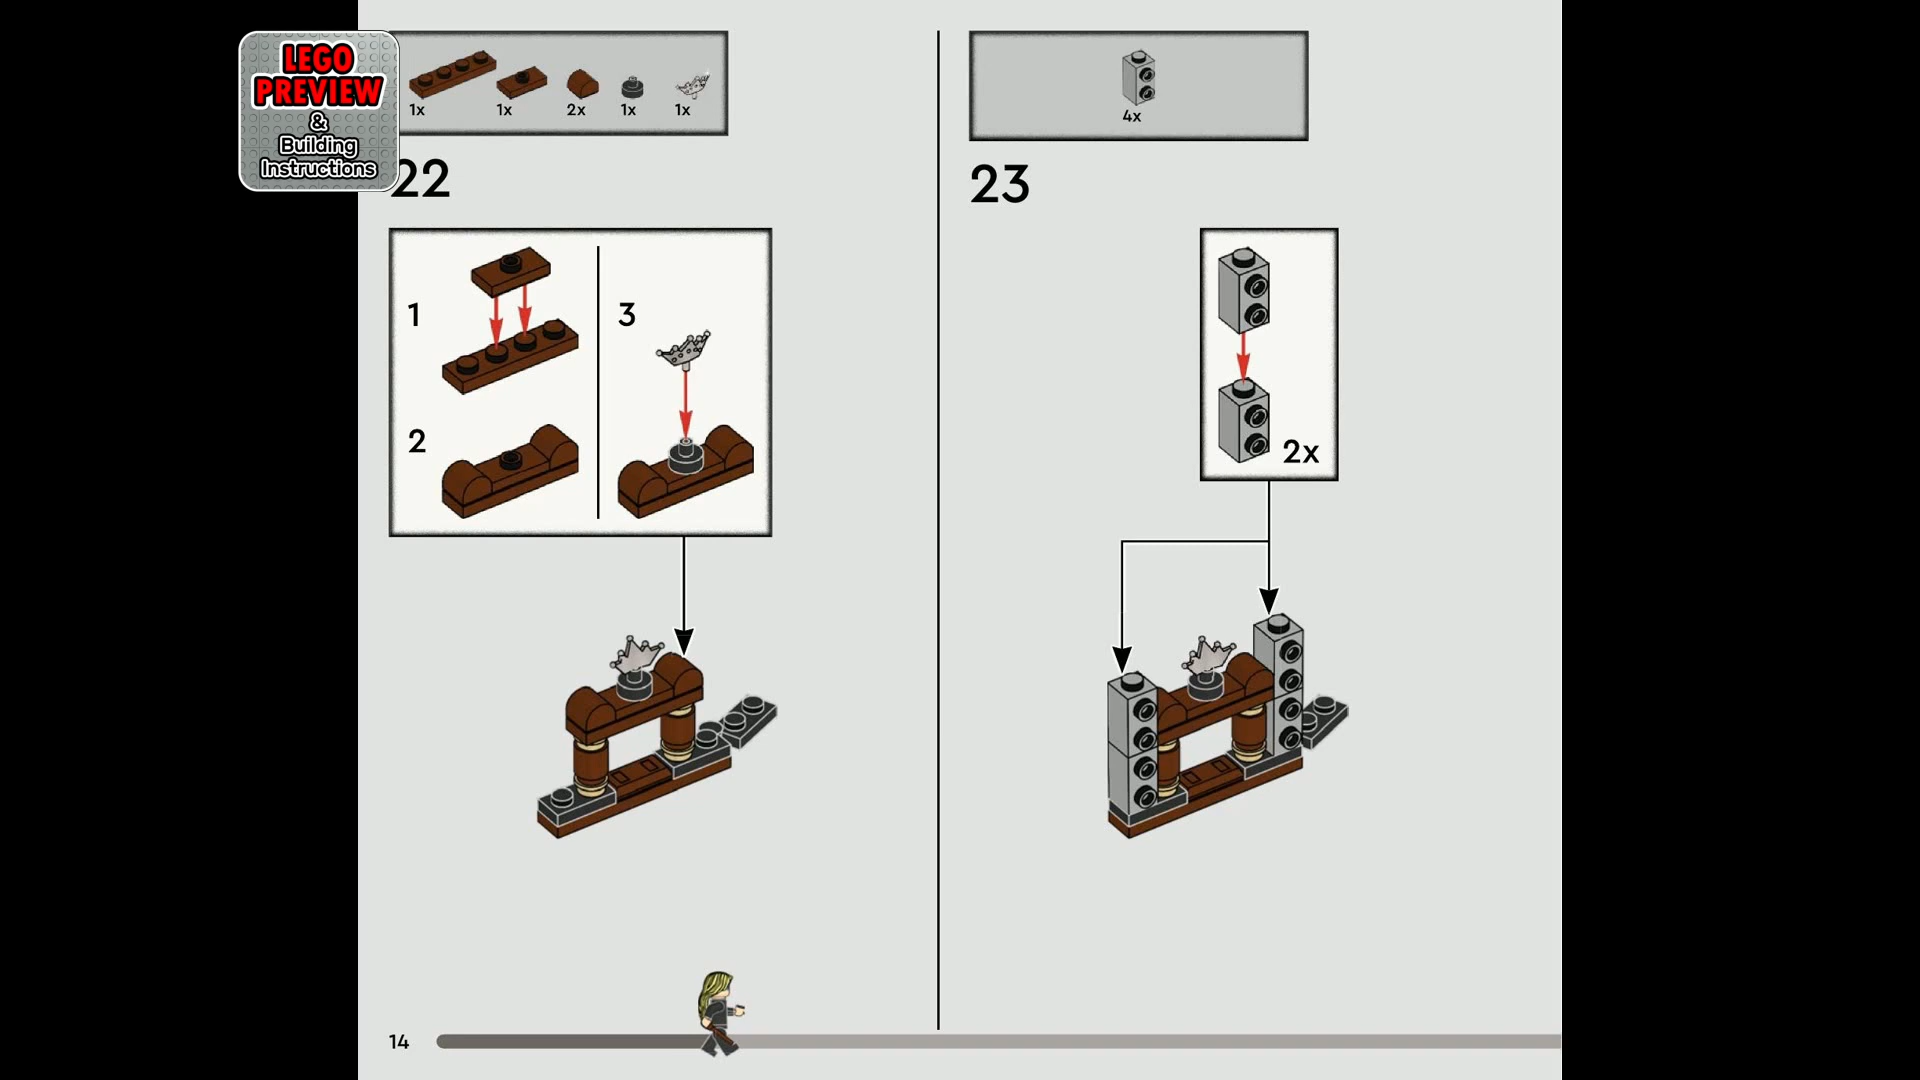 LEGO
PREVIEW
&
Building
Instructions
1x 1x 2x 1x 1x
22
1
2
3
4x
23
2x
14